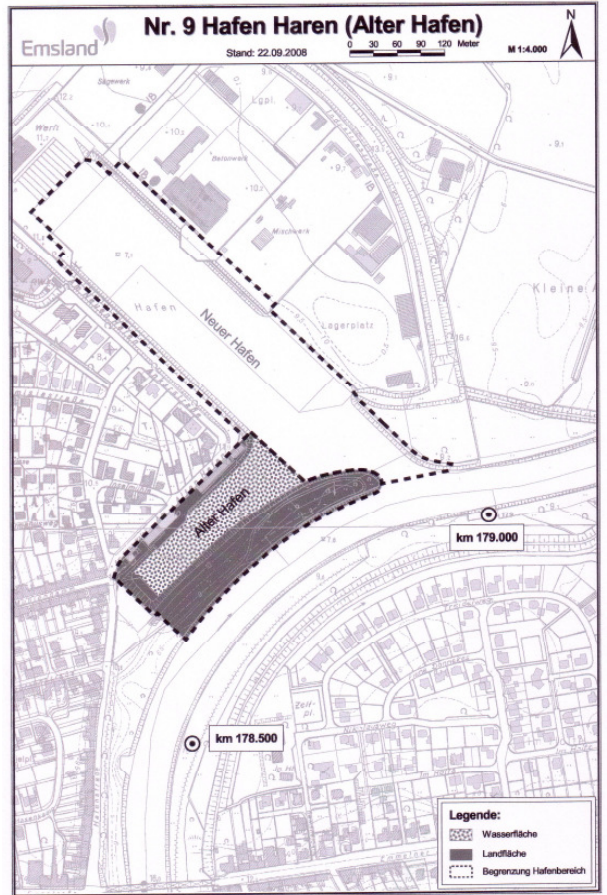 Emsland
Nr. 9 Hafen Haren (Alter Hafen)
Stand: 22.09.2008
0 30 60 90 120 Meter
M 1:4.000
N
Sägewerk
Lgpl.
Werft
Betonwerk
Mischwerk
Hafen
Neuer Hafen
Lagerplatz
Kleine
Alter Hafen
km 179.000
km 178.500
Legende:
Wasserfläche
Landfläche
Begrenzung Hafenbereich